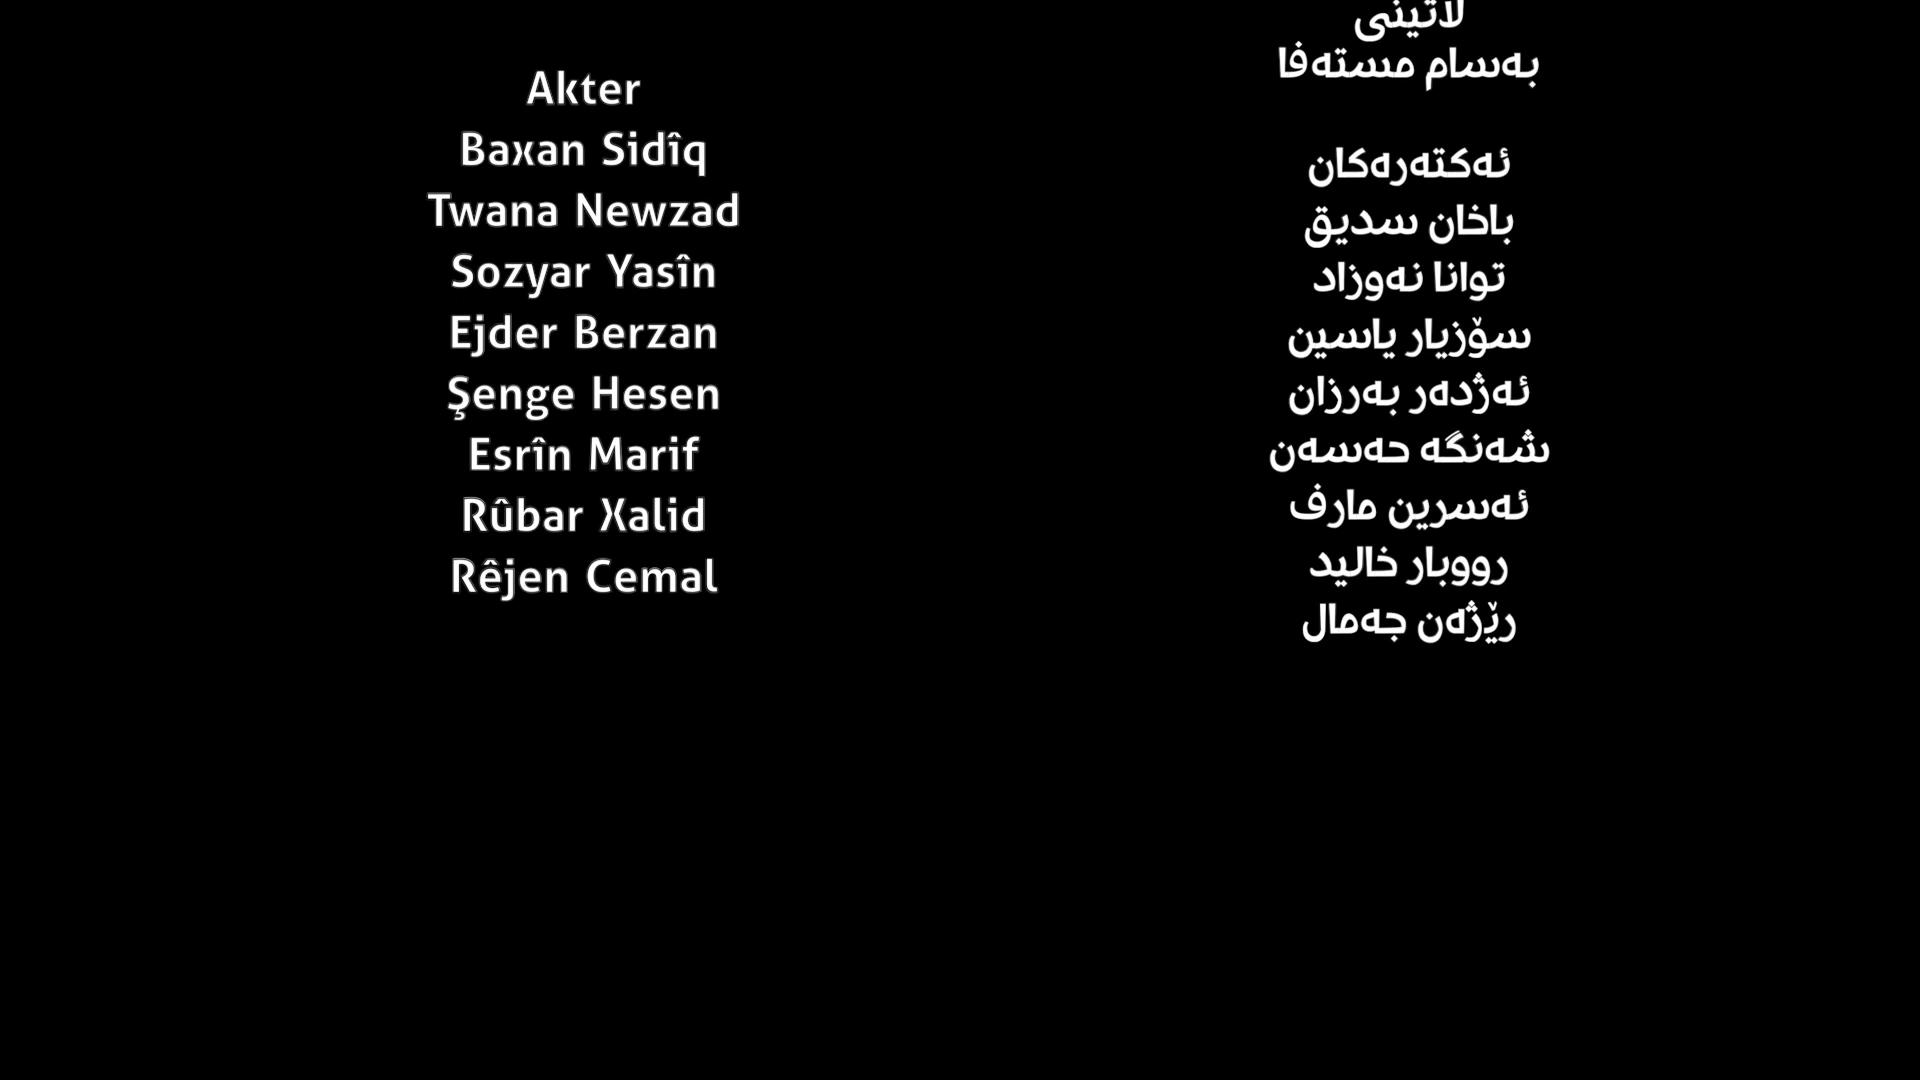 Akter
Baxan Sidîq
Twana Newzad
Sozyar Yasîn
Ejder Berzan
Şenge Hesen
Esrîn Marif
Rûbar Xalid
Rêjen Cemal
لاتینی
بەسام مستەفا
ئەکتەرەکان
باخان سدیق
توانا نەوزاد
سۆزیار یاسین
ئەژدەر بەرزان
شەنگە حەسەن
ئەسرین مارف
رووبار خالید
رێژەن جەمال